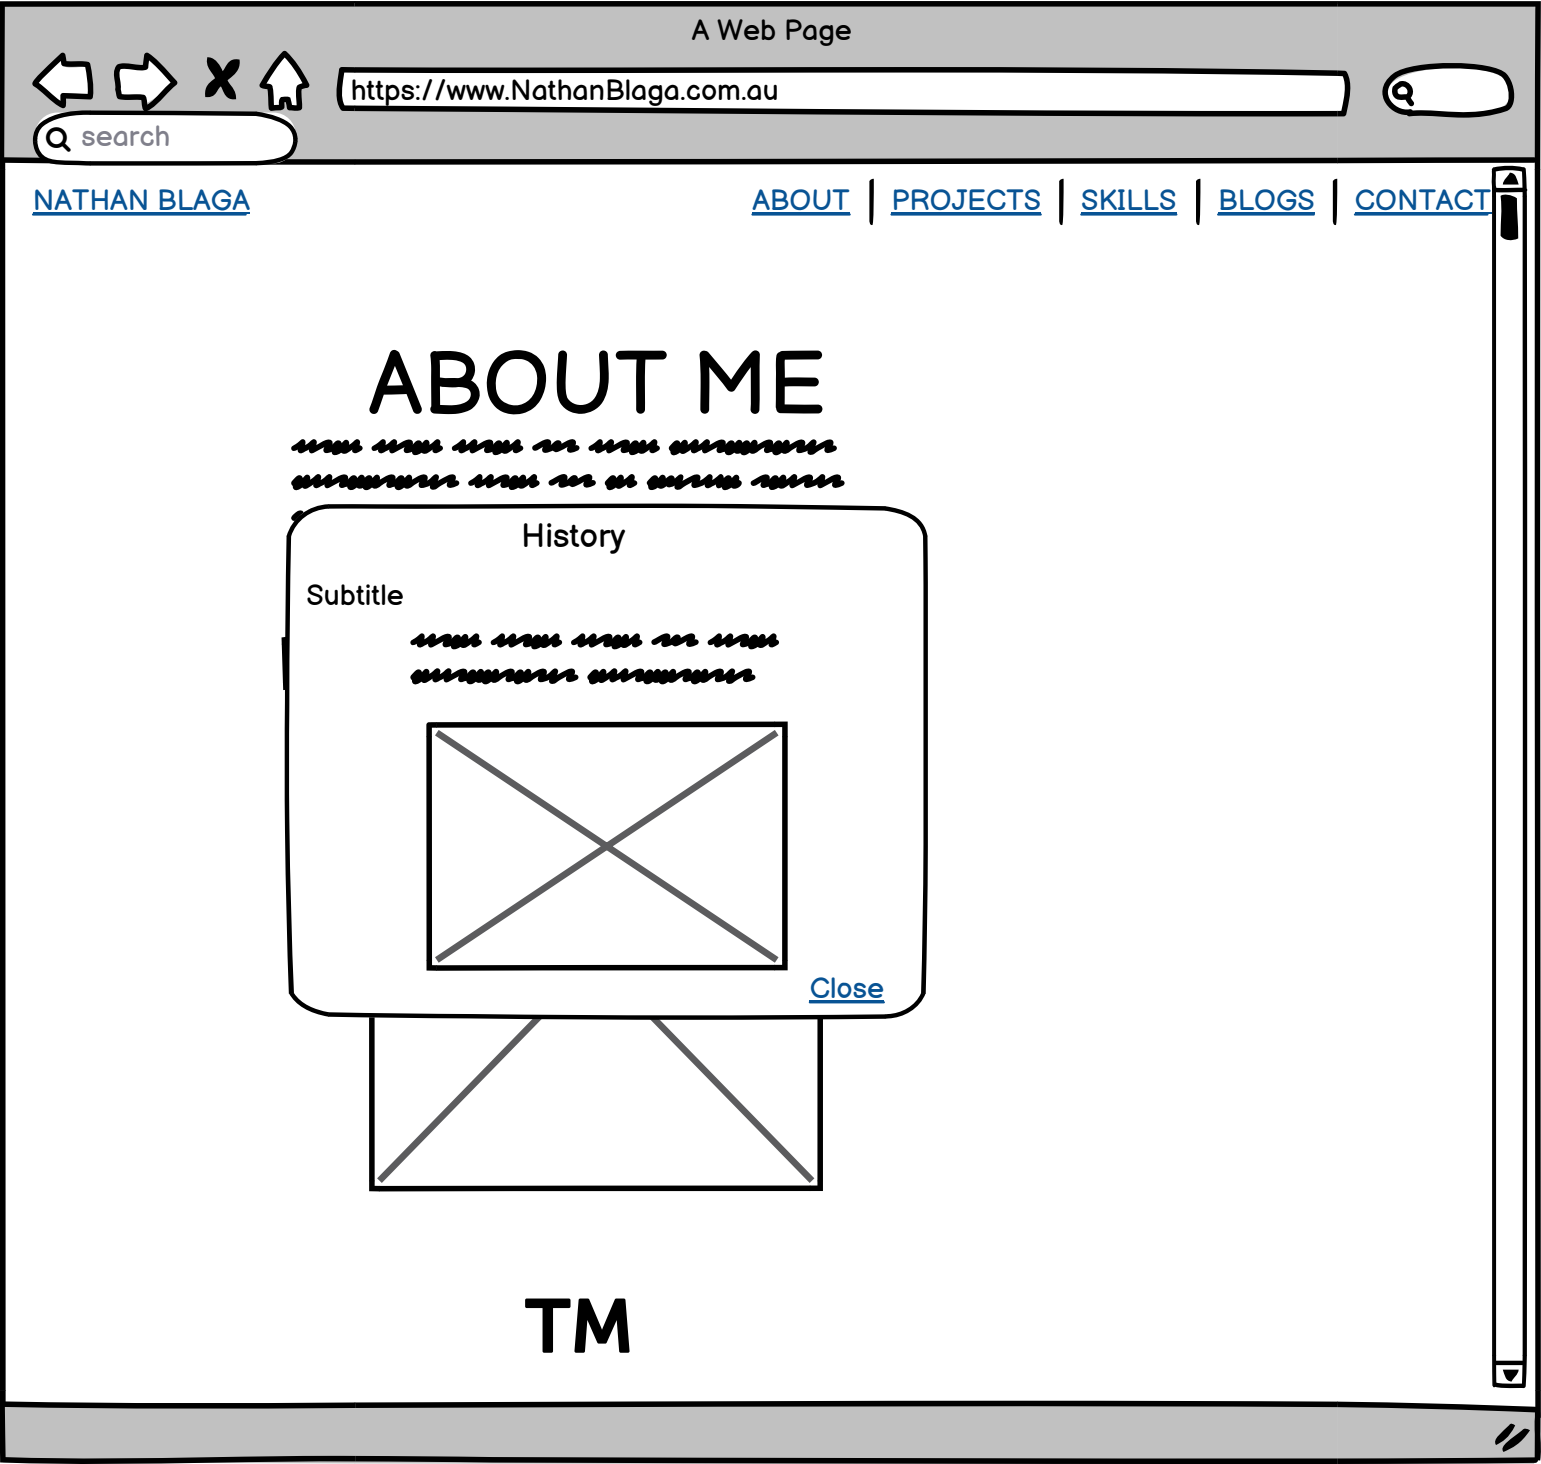 A Web Page
https://www.NathanBlaga.com.au
search
NATHAN BLAGA ABOUT PROJECTS SKILLS BLOGS CONTACT
ABOUT ME
History
Subtitle
Close
TM